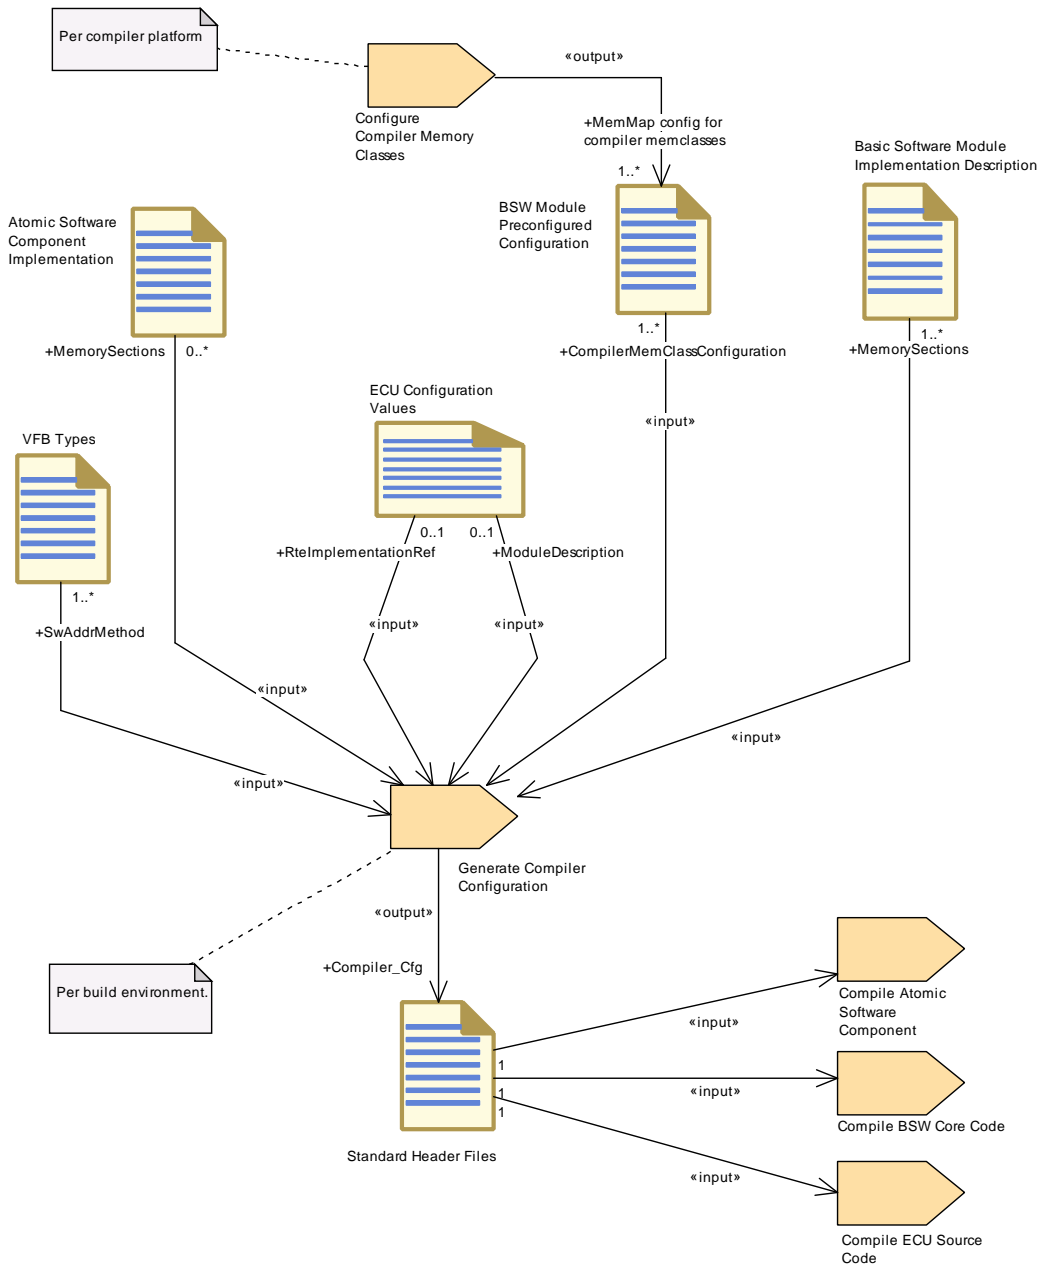 Per compiler platform
«output»
Configure
Compiler Memory
Classes
+MemMap config for
compiler memclasses
1..*
Basic Software Module
Implementation Description
Atomic Software
Component
Implementation
BSW Module
Preconfigured
Configuration
+MemorySections
0..*
1..*
+CompilerMemClassConfiguration
1..*
+MemorySections
ECU Configuration
Values
«input»
VFB Types
0..1
0..1
+RteImplementationRef
+ModuleDescription
1..*
+SwAddrMethod
«input»
«input»
«input»
«input»
«input»
Generate Compiler
Configuration
«output»
+Compiler_Cfg
Per build environment.
Compile Atomic
Software
Component
«input»
1
«input»
1
1
Compile BSW Core Code
Standard Header Files
«input»
Compile ECU Source
Code